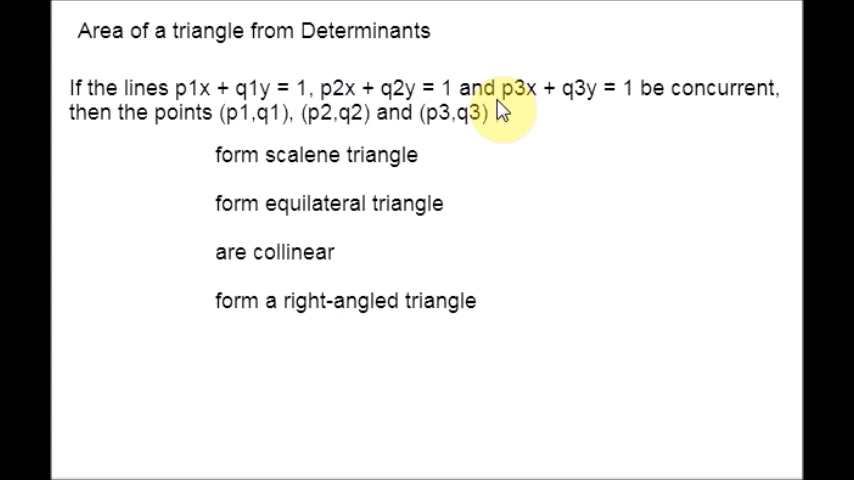 Area of a triangle from Determinants
If the lines p1x + q1y = 1, p2x + q2y = 1 and p3x + q3y = 1 be concurrent,
then the points (p1,q1), (p2,q2) and (p3,q3)
form scalene triangle
form equilateral triangle
are collinear
form a right-angled triangle